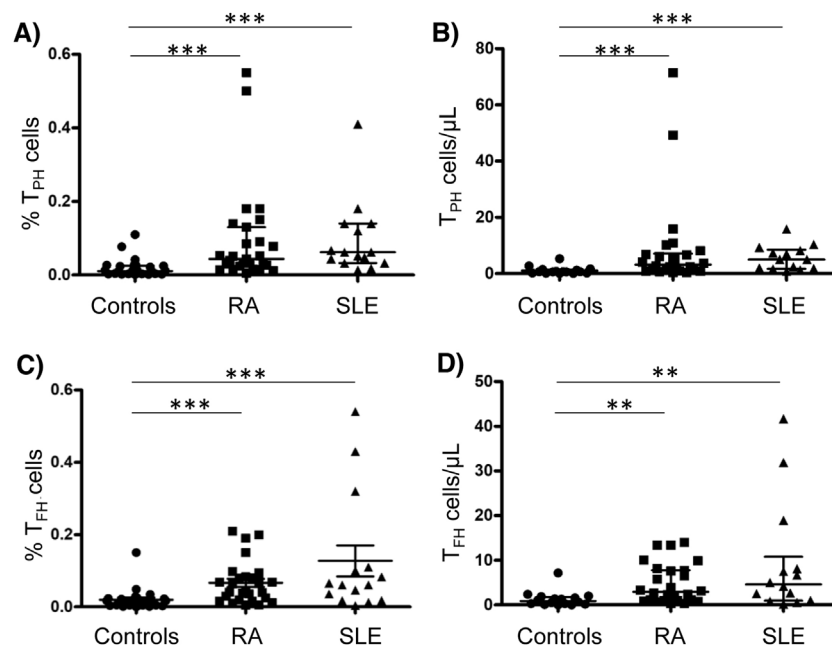 A)
***
***
0.6
0.4
0.2
0.0
% TPH cells
Controls RA SLE
B)
***
***
80
60
40
20
0
TPH cells/µL
Controls RA SLE
C)
***
***
0.6
0.4
0.2
0.0
% TFH cells
Controls RA SLE
D)
**
**
50
40
30
20
10
0
TFH cells/µL
Controls RA SLE